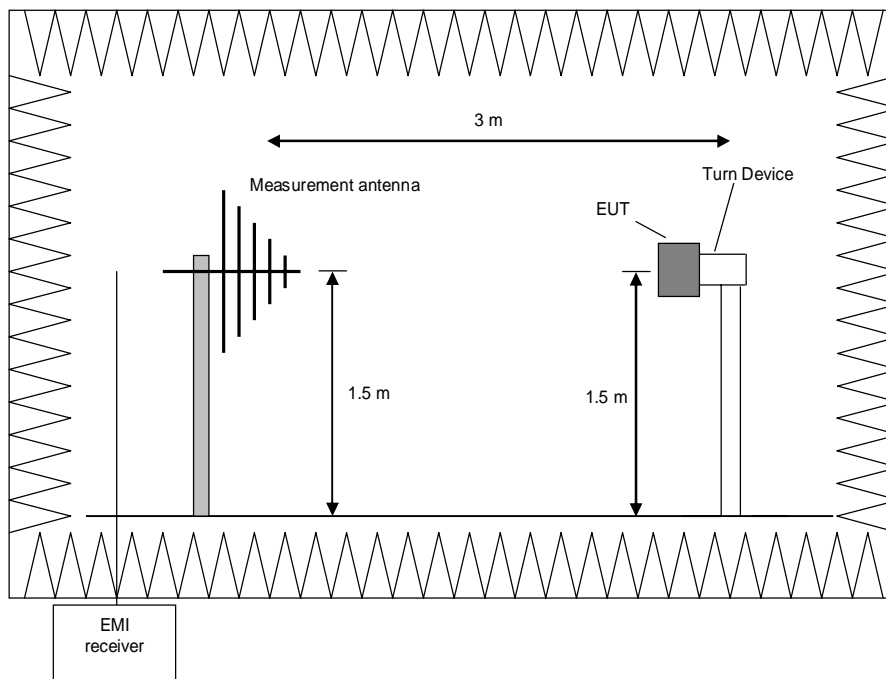 3 m
Measurement antenna
Turn Device
EUT
1.5 m
1.5 m
EMI
receiver